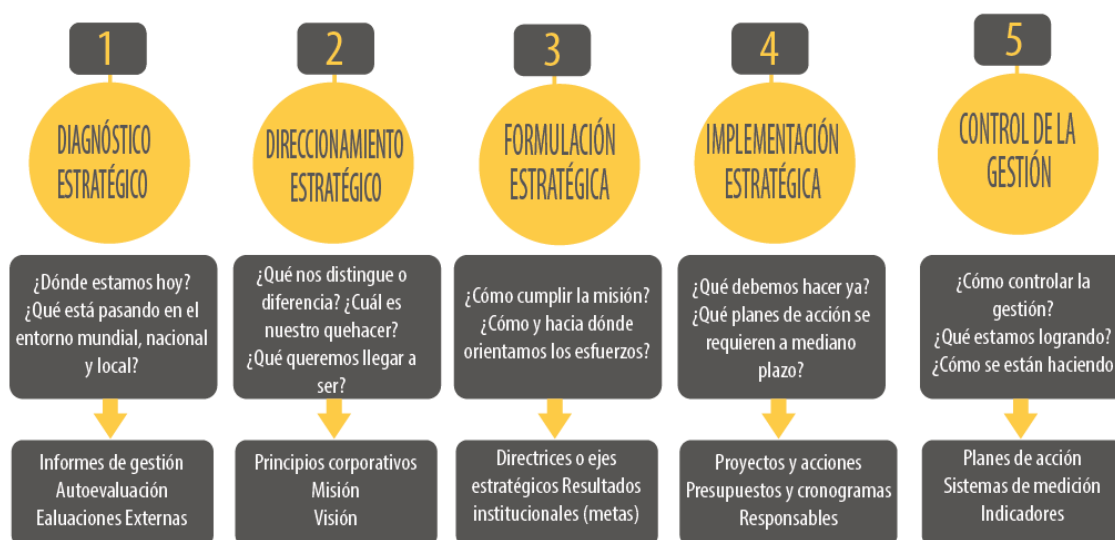 1
DIAGNÓSTICO
ESTRATÉGICO
¿Dónde estamos hoy?
¿Qué está pasando en el
entorno mundial, nacional
y local?
Informes de gestión
Autoevaluación
Ealuaciones Externas
2
DIRECCIONAMIENTO
ESTRATÉGICO
¿Qué nos distingue o
diferencia? ¿Cuál es
nuestro quehacer?
¿Qué queremos llegar a
ser?
Principios corporativos
Misión
Visión
3
FORMULACIÓN
ESTRATÉGICA
¿Cómo cumplir la misión?
¿Cómo y hacia dónde
orientamos los esfuerzos?
Directrices o ejes
estratégicos Resultados
institucionales (metas)
4
IMPLEMENTACIÓN
ESTRATÉGICA
¿Qué debemos hacer ya?
¿Qué planes de acción se
requieren a mediano
plazo?
Proyectos y acciones
Presupuestos y cronogramas
Responsables
5
CONTROL DE LA
GESTIÓN
¿Cómo controlar la
gestión?
¿Qué estamos logrando?
¿Cómo se están haciendo
Planes de acción
Sistemas de medición
Indicadores